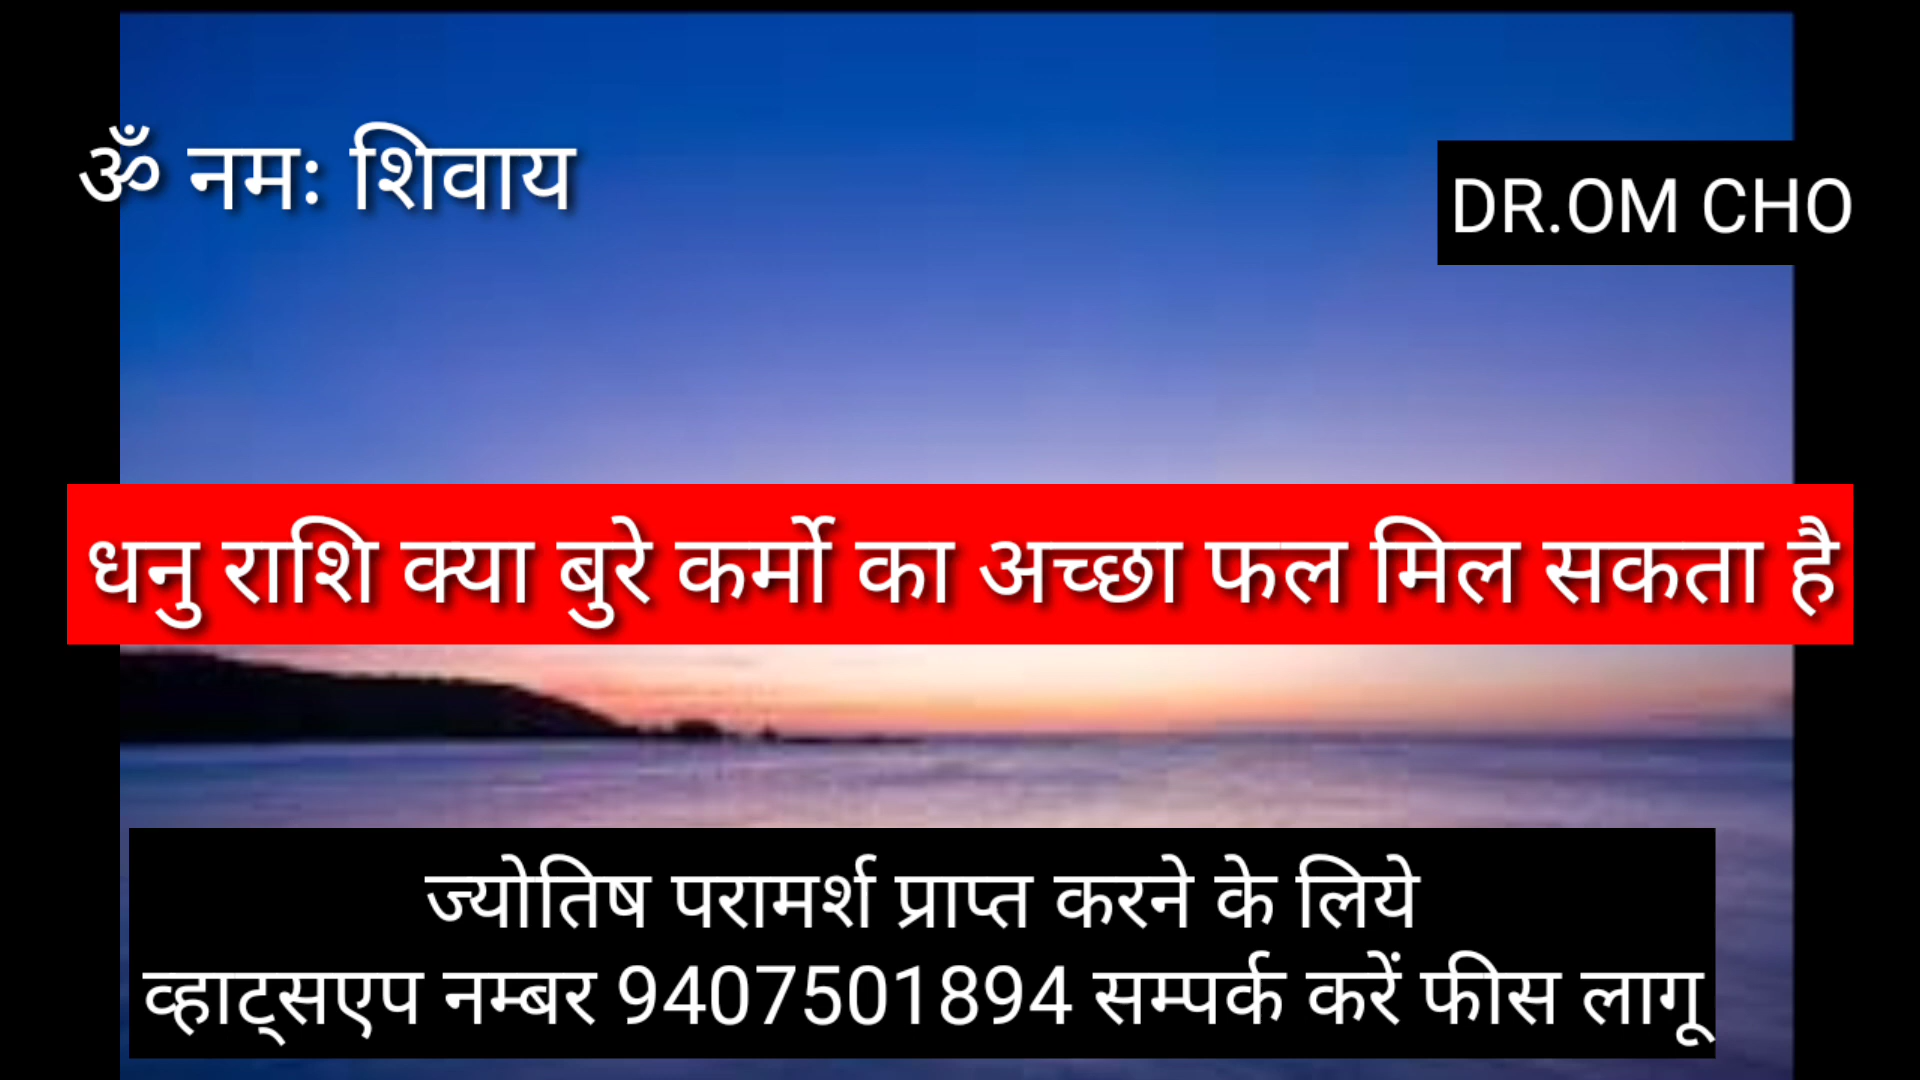 ॐ नमः शिवाय
DR.OM CHO
धनु राशि क्या बुरे कर्मो का अच्छा फल मिल सकता है
ज्योतिष परामर्श प्राप्त करने के लिये
व्हाट्सएप नम्बर 9407501894 सम्पर्क करें फीस लागू